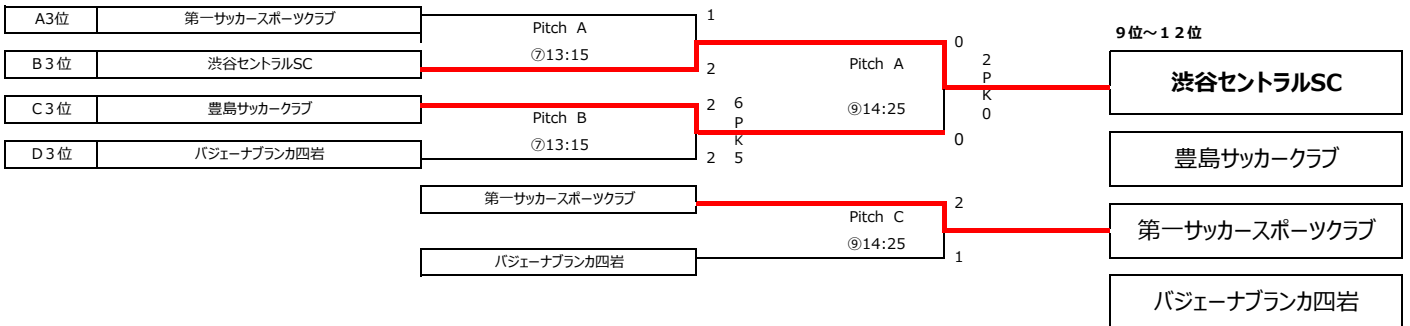 A3位 第一サッカースポーツクラブ
Pitch A
⑦13:15
1
B３位 渋谷セントラルSC
2
C３位 豊島サッカークラブ
2
Pitch B
⑦13:15
6
P
K
5
D３位 バジェーナブランカ四岩
2
Pitch A
⑨14:25
0
0
2
P
K
0
第一サッカースポーツクラブ
2
Pitch C
⑨14:25
バジェーナブランカ四岩
1
９位～１２位
渋谷セントラルSC
豊島サッカークラブ
第一サッカースポーツクラブ
バジェーナブランカ四岩